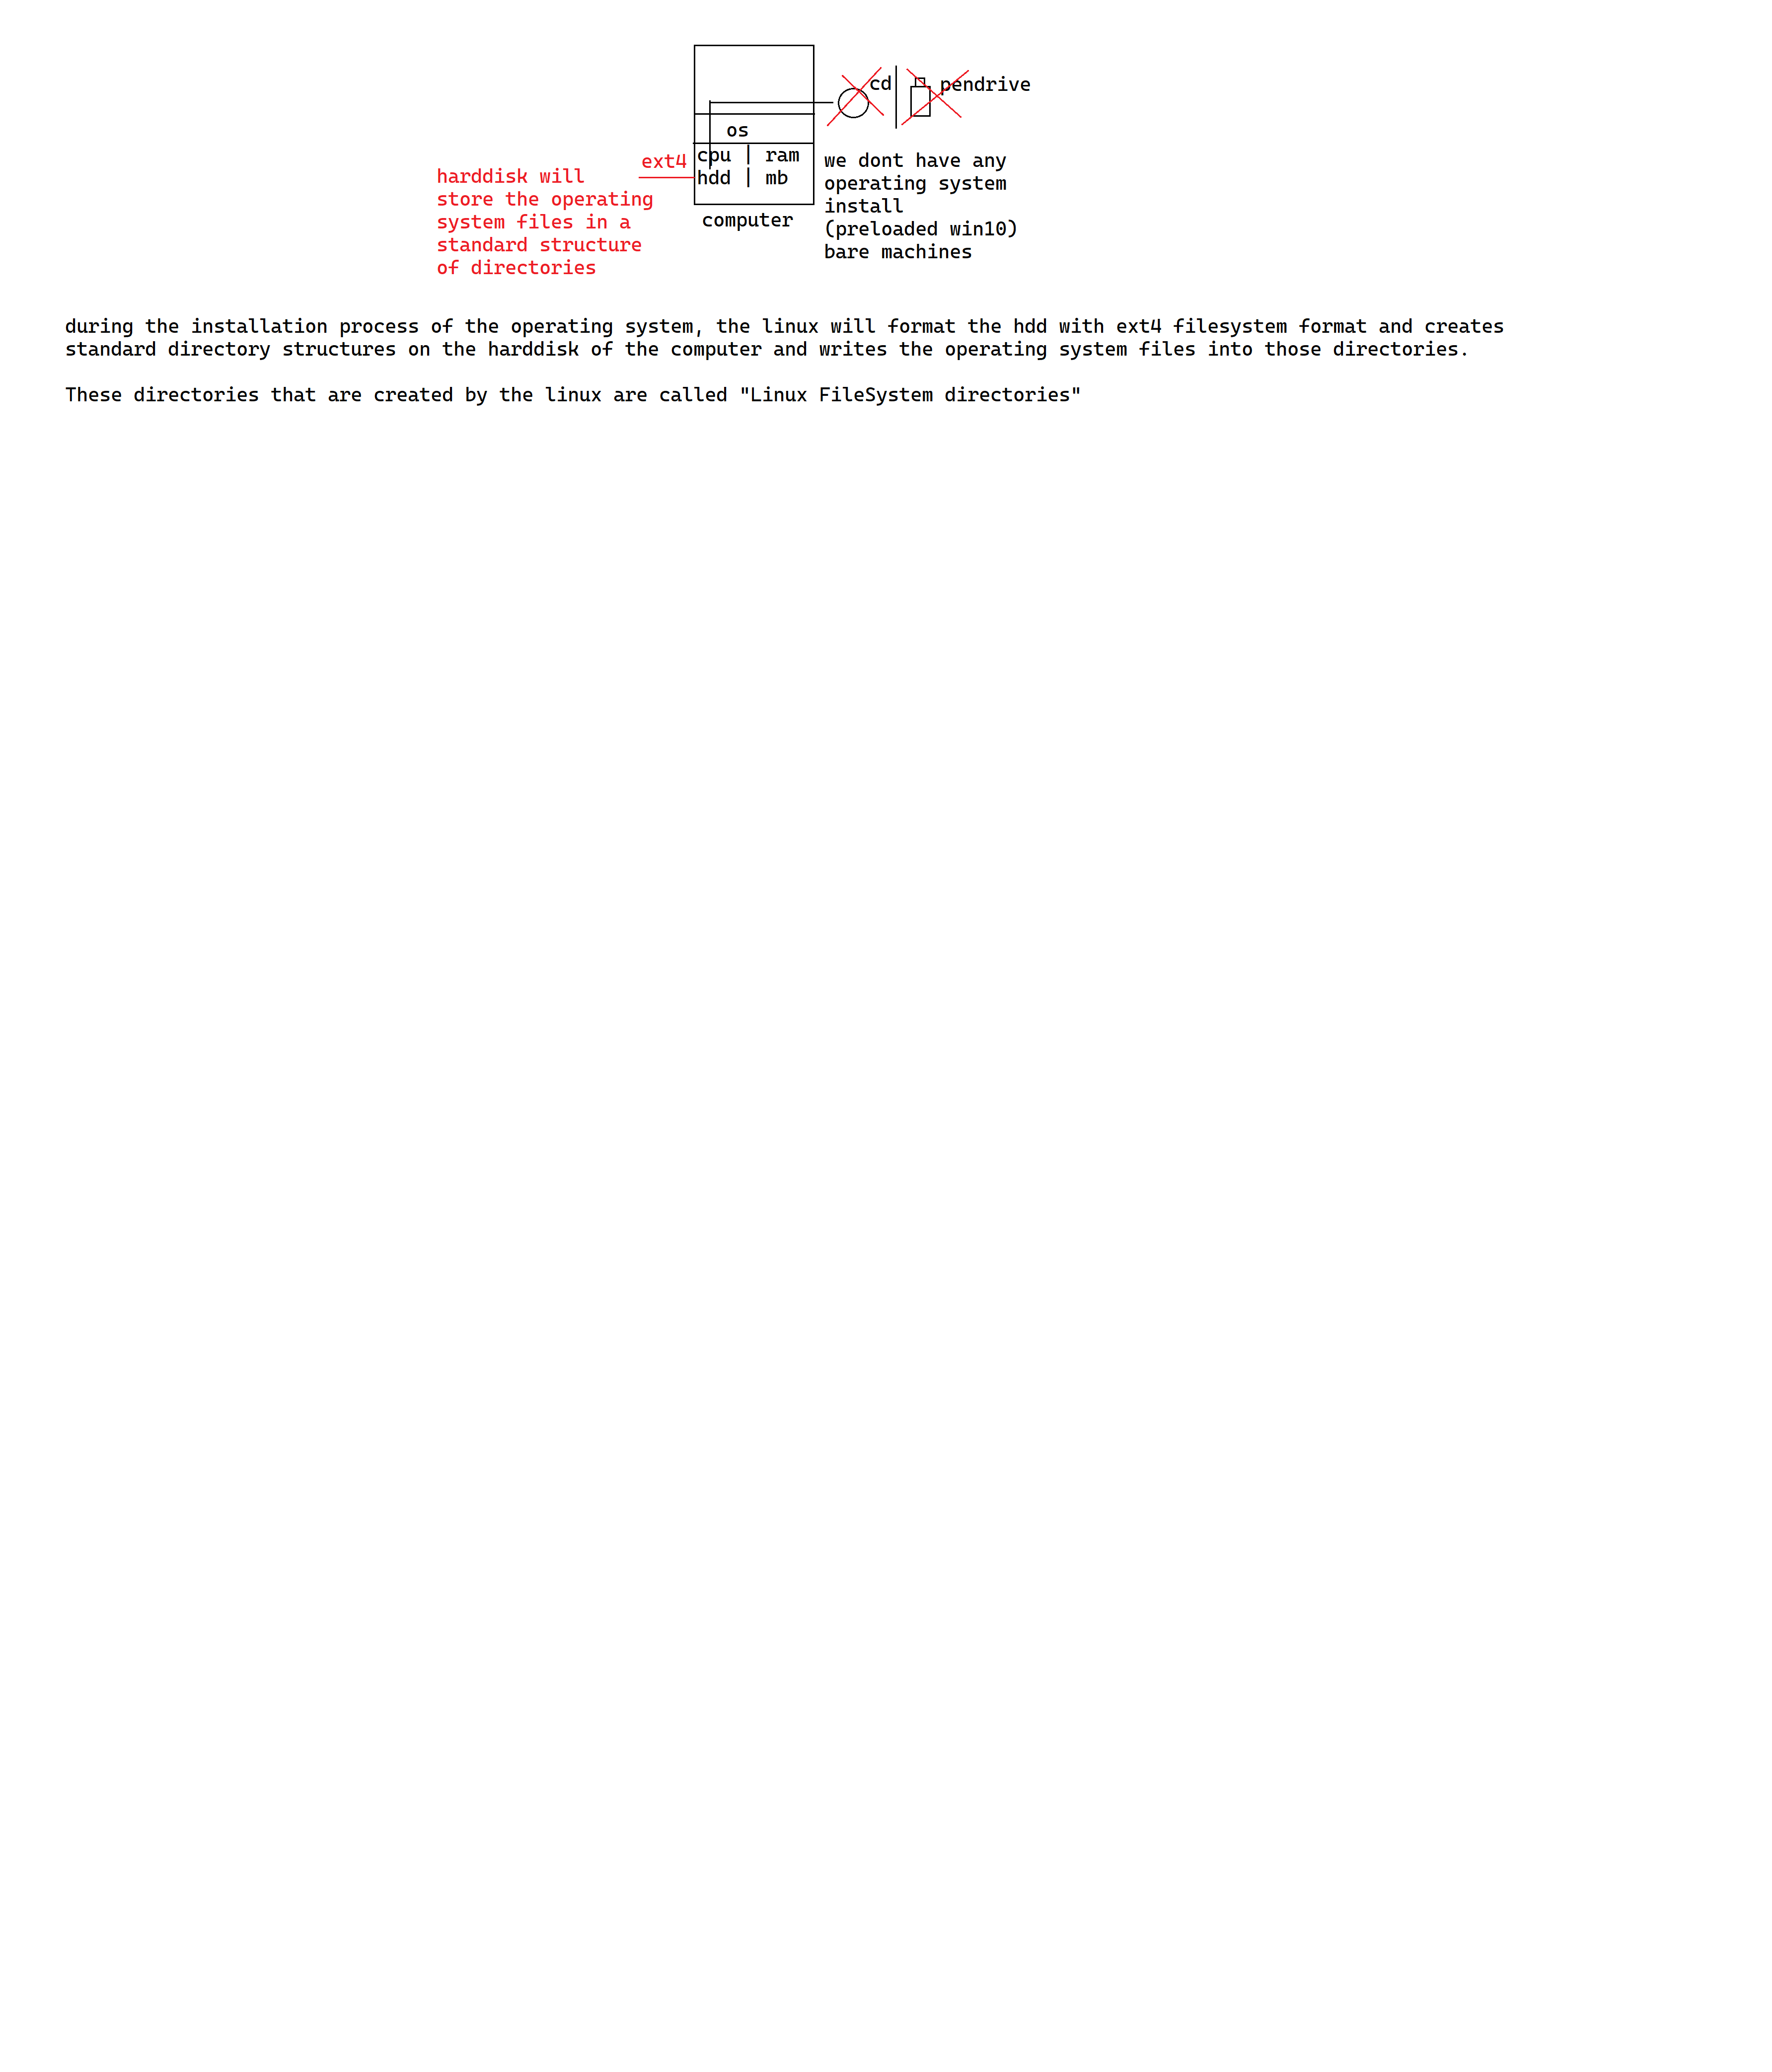 cd
pendrive
os
cpu | ram
hdd | mb
computer
ext4
harddisk will
store the operating
system files in a
standard structure
of directories
we dont have any
operating system
install
(preloaded win10)
bare machines
during the installation process of the operating system, the linux will format the hdd with ext4 filesystem format and creates
standard directory structures on the harddisk of the computer and writes the operating system files into those directories.
These directories that are created by the linux are called "Linux FileSystem directories"